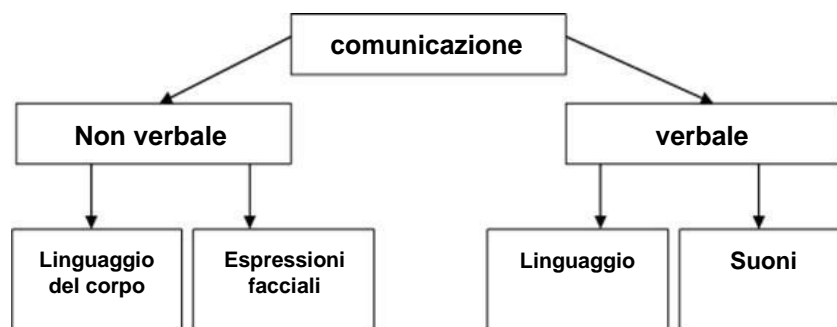 comunicazione
Non verbale
verbale
Linguaggio
del corpo
Espressioni
facciali
Linguaggio
Suoni